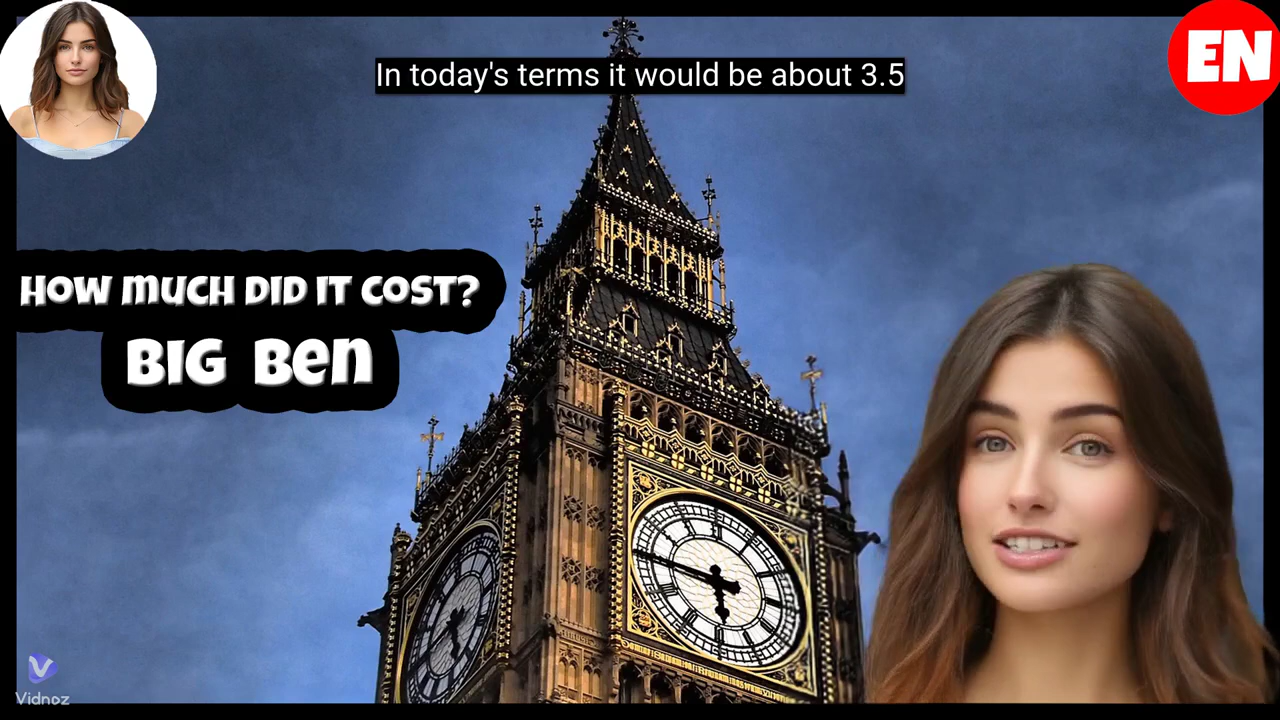 In today's terms it would be about 3.5
EN
How much did it cost?
Big Ben
Vidnoz